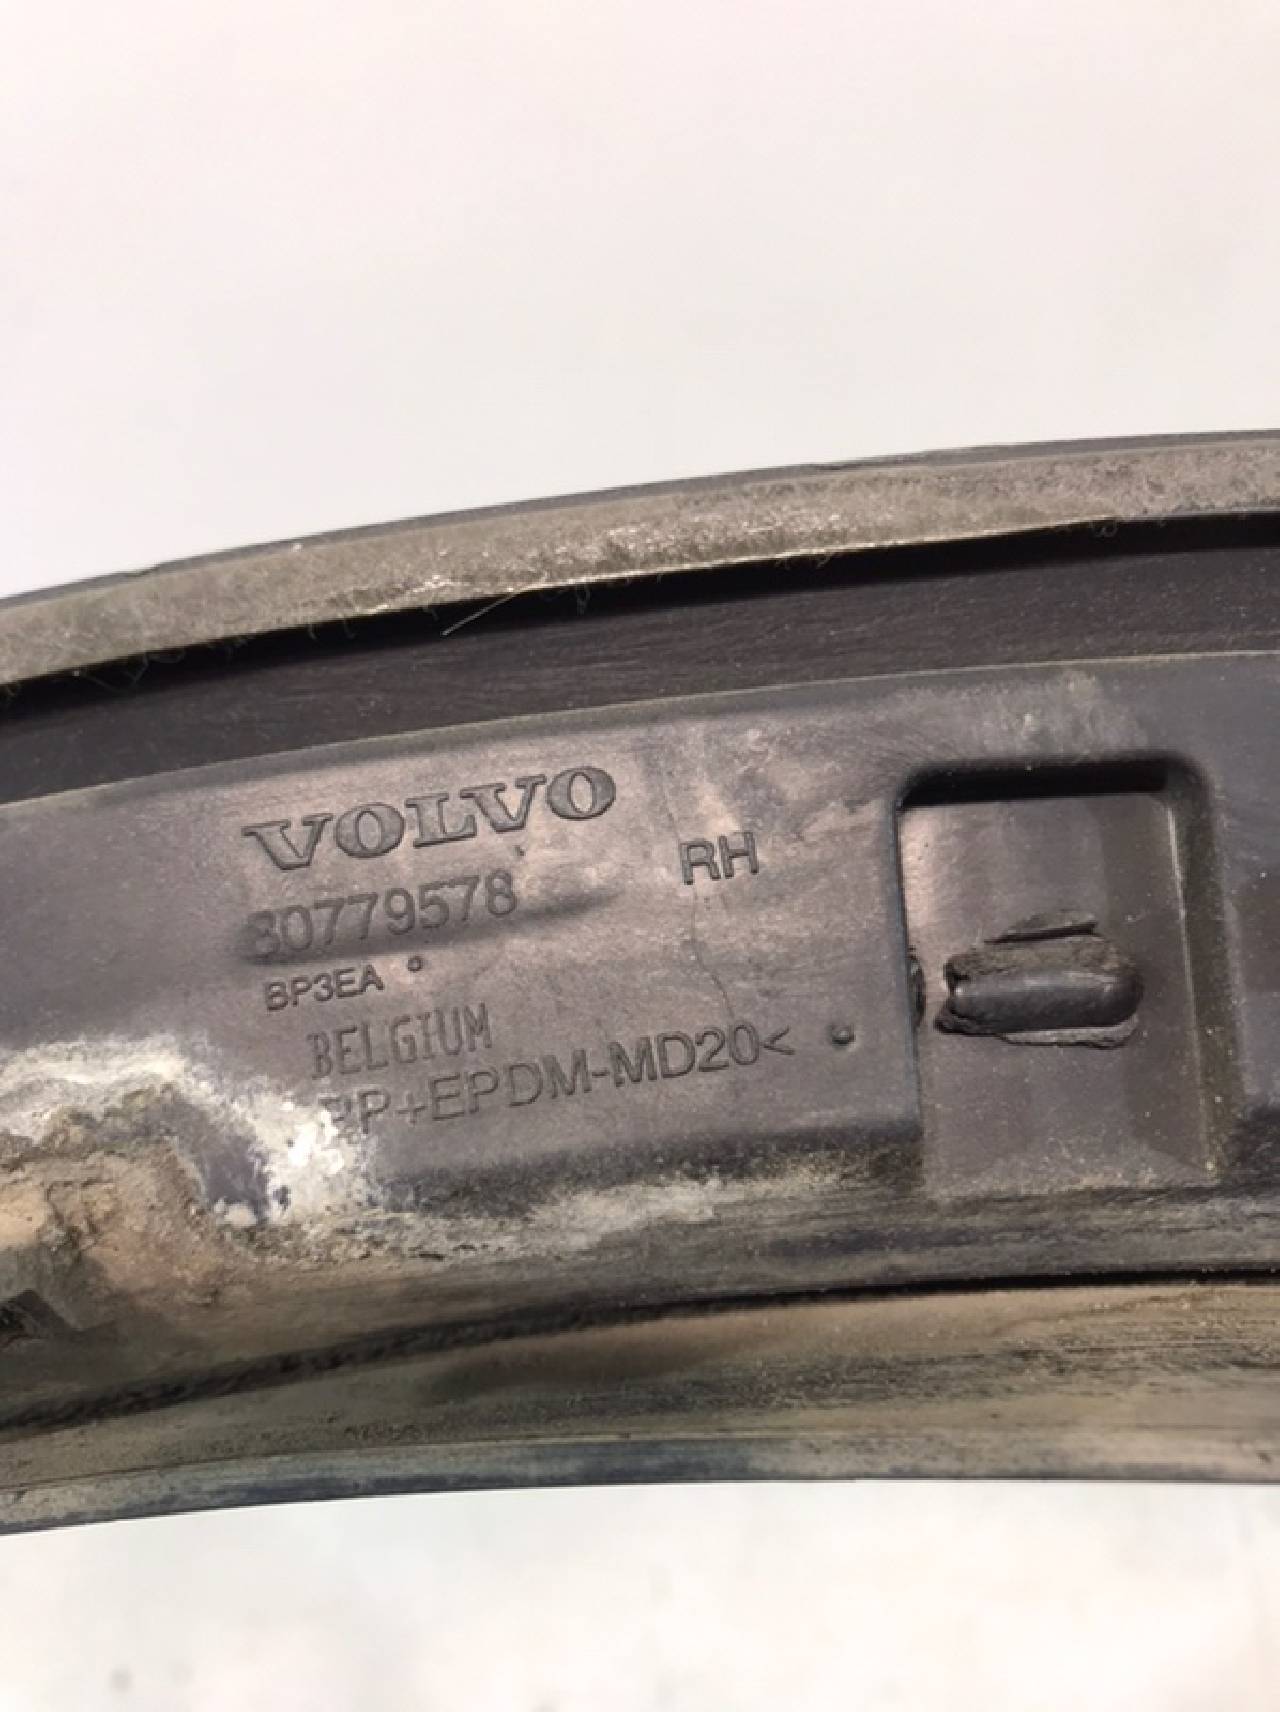 VOLVO
30779578 RH
BP3EA
BELGIUM
PP+EPDM-MD20<